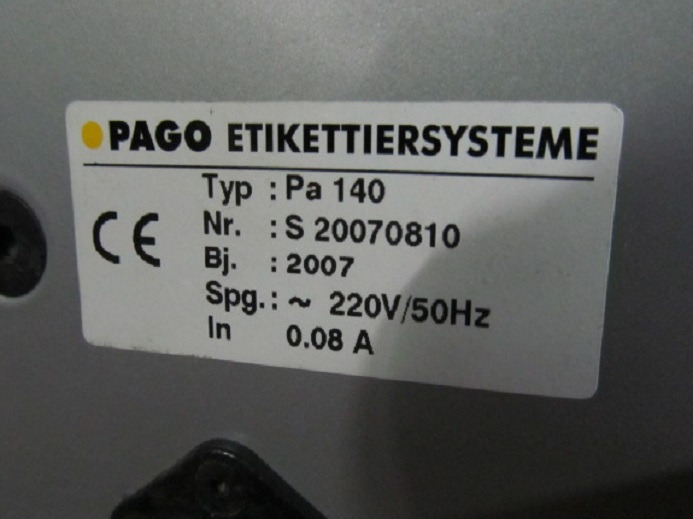 PAGO ETIKETTIERSYSTEME
Typ : Pa 140
Nr. : S 20070810
Bj. : 2007
Spg.: ~ 220V/50Hz
In 0.08 A
CE